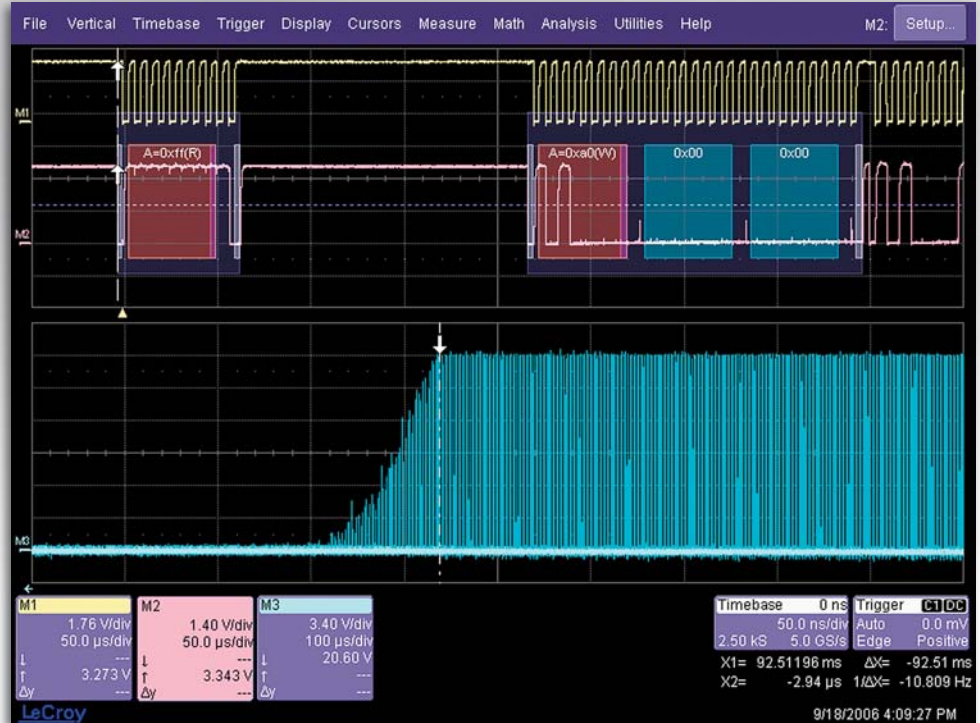 File Vertical Timebase Trigger Display Cursors Measure Math Analysis Utilities Help M2: Setup...
M1
A=0xff(R) A=0xa0(W) 0x00 0x00
M2
M3
M1 M2 M3
1.76 V/div 1.40 V/div 3.40 V/div
50.0 µs/div 50.0 µs/div 100 µs/div
--- --- 20.60 V
3.273 V 3.343 V ---
Δy --- Δy --- Δy ---
Timebase 0 ns Trigger C1 DC
50.0 ns/div Auto 0.0 mV
2.50 kS 5.0 GS/s Edge Positive
X1= 92.51196 ms ΔX= -92.51 ms
X2= -2.94 µs 1/ΔX= -10.809 Hz
LeCroy 9/18/2006 4:09:27 PM